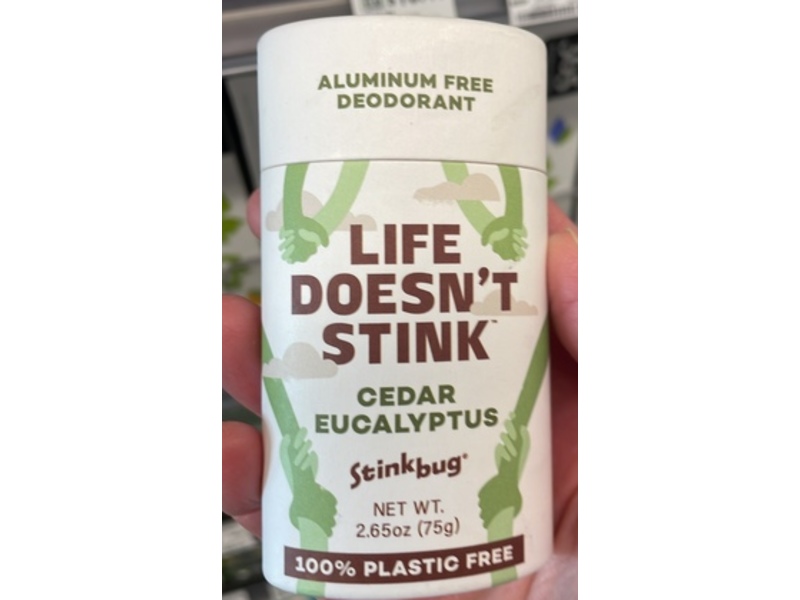 ALUMINUM FREE
DEODORANT
LIFE
DOESN'T
STINK™
CEDAR
EUCALYPTUS
Stinkbug®
NET WT.
2.65oz (75g)
100% PLASTIC FREE